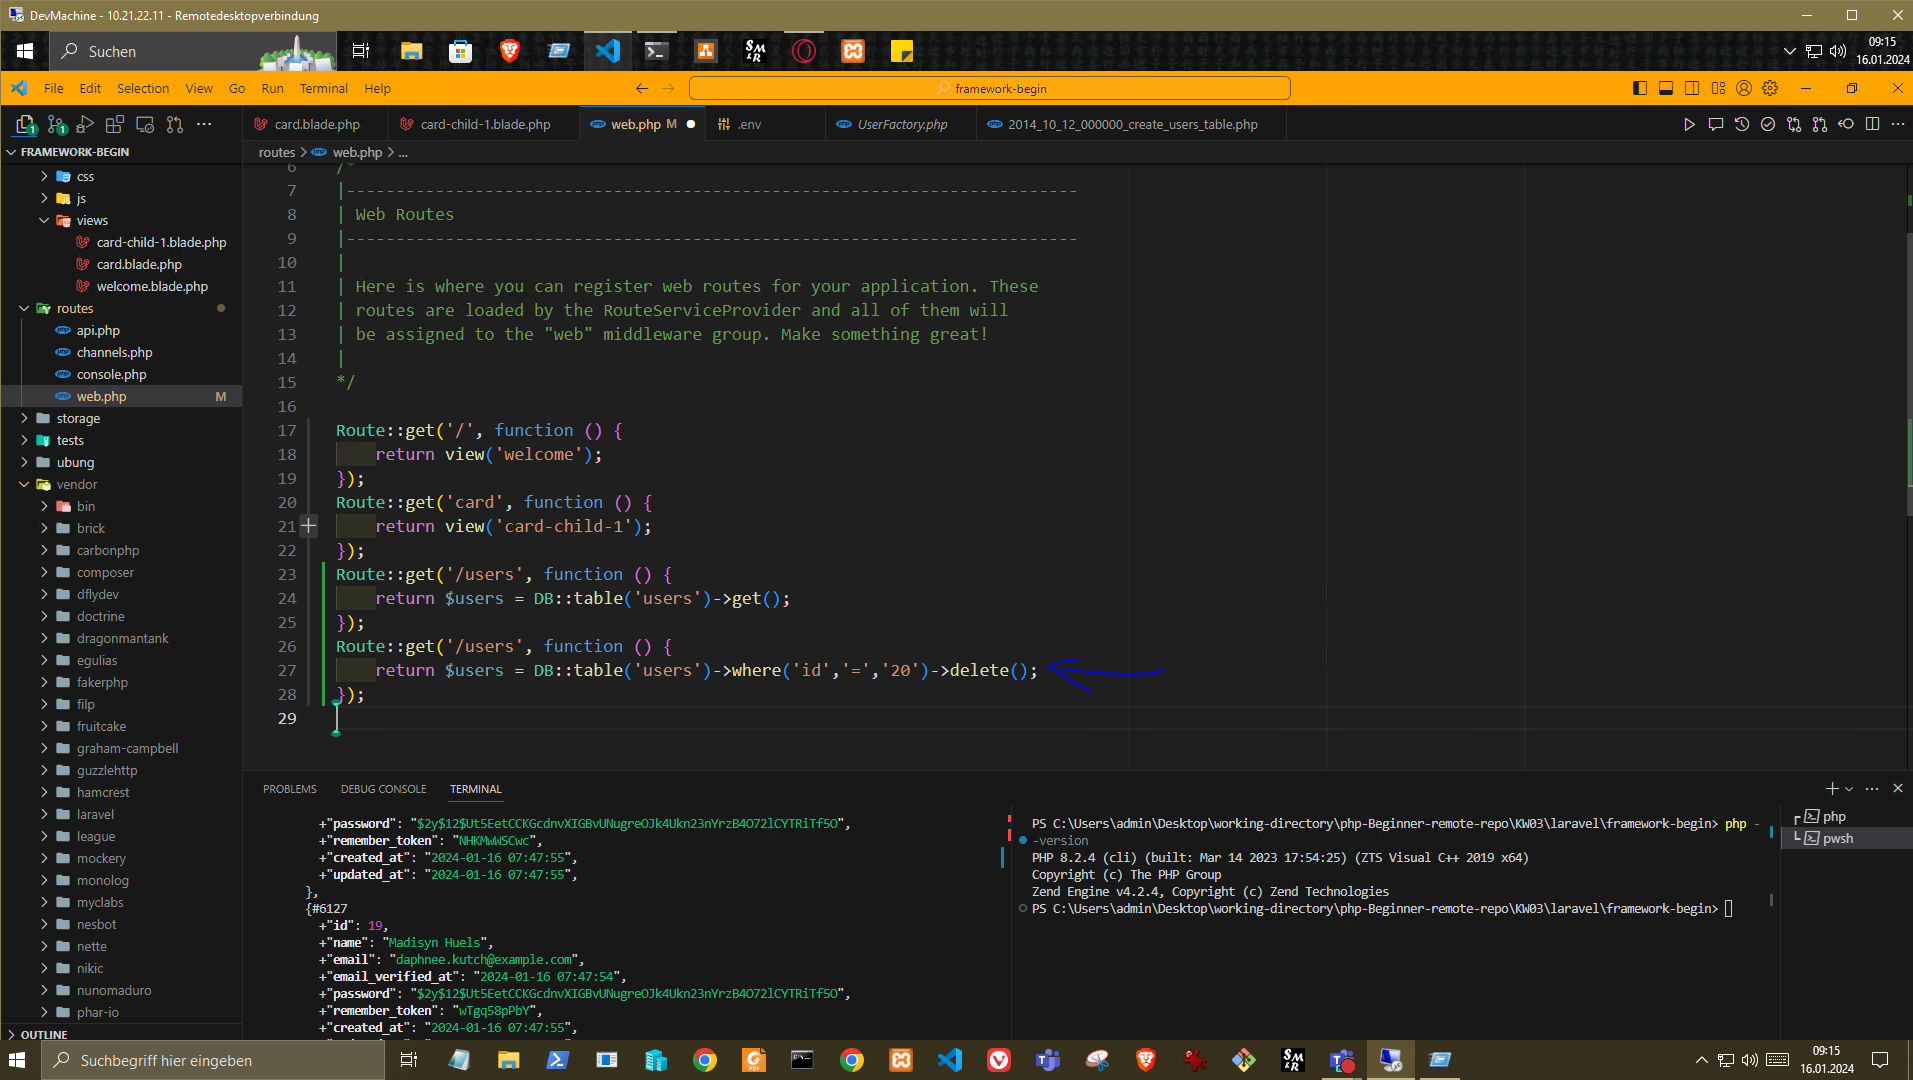 DevMachine - 10.21.22.11 - Remotedesktopverbindung
Suchen
09:15
16.01.2024
File Edit Selection View Go Run Terminal Help
framework-begin
card.blade.php
card-child-1.blade.php
web.php M
.env
UserFactory.php
2014_10_12_000000_create_users_table.php
FRAMEWORK-BEGIN
css
js
views
card-child-1.blade.php
card.blade.php
welcome.blade.php
routes
api.php
channels.php
console.php
web.php M
storage
tests
ubung
vendor
bin
brick
carbonphp
composer
dflydev
doctrine
dragonmantank
egulias
fakerphp
filp
fruitcake
graham-campbell
guzzlehttp
hamcrest
laravel
league
mockery
monolog
myclabs
nesbot
nette
nikic
nunomaduro
phar-io
OUTLINE
routes > web.php > ...
6 /*
7 |--------------------------------------------------------------------------
8 | Web Routes
9 |--------------------------------------------------------------------------
10 |
11 | Here is where you can register web routes for your application. These
12 | routes are loaded by the RouteServiceProvider and all of them will
13 | be assigned to the "web" middleware group. Make something great!
14 |
15 */
16
17 Route::get('/', function () {
18 return view('welcome');
19 });
20 Route::get('card', function () {
21 return view('card-child-1');
22 });
23 Route::get('/users', function () {
24 return $users = DB::table('users')->get();
25 });
26 Route::get('/users', function () {
27 return $users = DB::table('users')->where('id','=','20')->delete();
28 });
29
PROBLEMS DEBUG CONSOLE TERMINAL
+"password": "$2y$12$Ut5EetCCKGcdnvXIGBvUNugreOJk4Ukn23nYrzB4O72lCYTRiTf5O",
+"remember_token": "NHKMwWSCwc",
+"created_at": "2024-01-16 07:47:55",
+"updated_at": "2024-01-16 07:47:55",
},
{#6127
+"id": 19,
+"name": "Madisyn Huels",
+"email": "daphnee.kutch@example.com",
+"email_verified_at": "2024-01-16 07:47:54",
+"password": "$2y$12$Ut5EetCCKGcdnvXIGBvUNugreOJk4Ukn23nYrzB4O72lCYTRiTf5O",
+"remember_token": "wTgq58pPbY",
+"created_at": "2024-01-16 07:47:55",
PS C:\Users\admin\Desktop\working-directory\php-Beginner-remote-repo\KW03\laravel\framework-begin> php -
-version
PHP 8.2.4 (cli) (built: Mar 14 2023 17:54:25) (ZTS Visual C++ 2019 x64)
Copyright (c) The PHP Group
Zend Engine v4.2.4, Copyright (c) Zend Technologies
PS C:\Users\admin\Desktop\working-directory\php-Beginner-remote-repo\KW03\laravel\framework-begin>
php
pwsh
Suchbegriff hier eingeben
09:15
16.01.2024